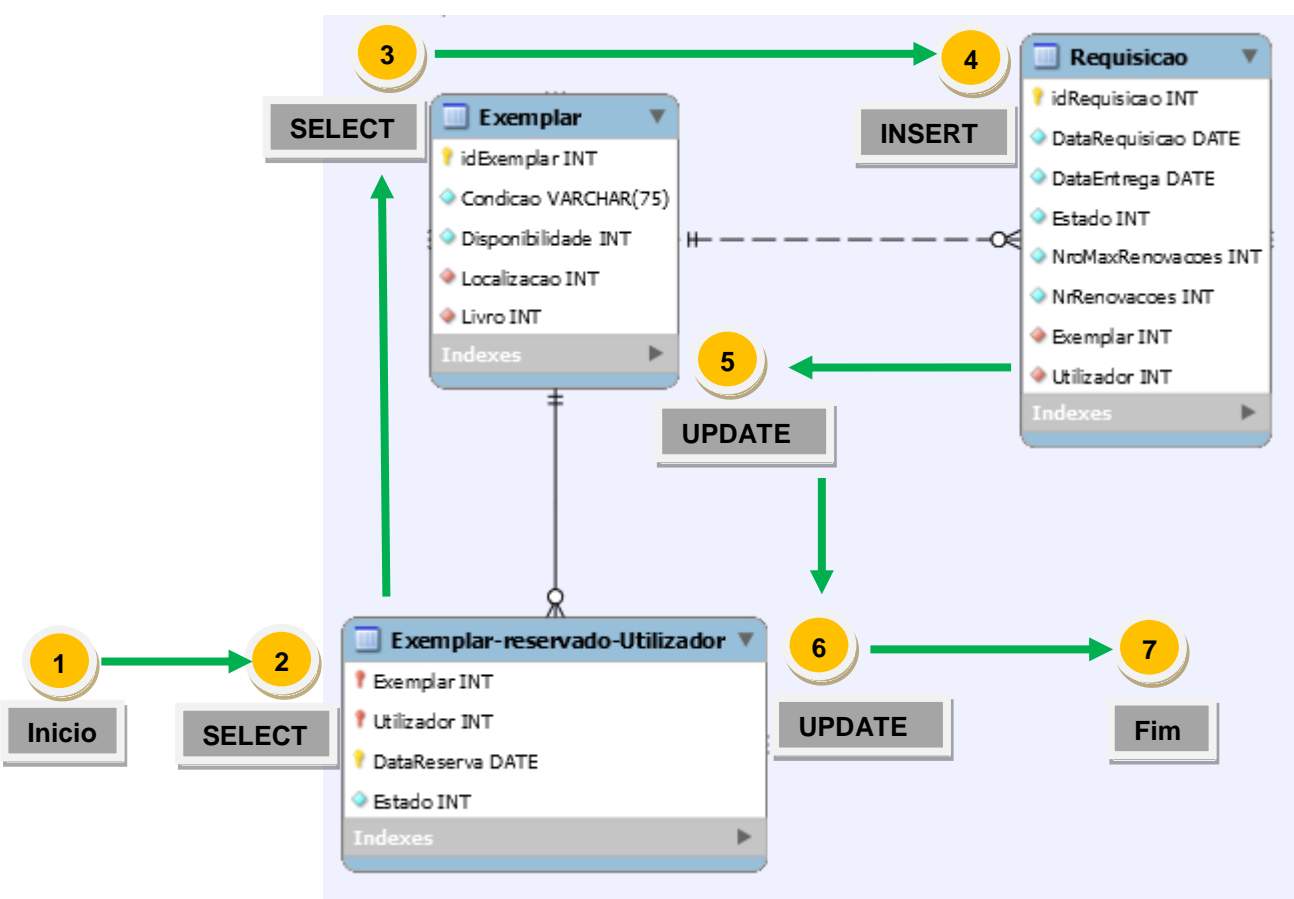 3
4
SELECT
INSERT
Requisicao
idRequisicao INT
DataRequisicao DATE
DataEntrega DATE
Estado INT
NroMaxRenovacoes INT
NrRenovacoes INT
Exemplar INT
Utilizador INT
Indexes
Exemplar
idExemplar INT
Condicao VARCHAR(75)
Disponibilidade INT
Localizacao INT
Livro INT
Indexes
5
UPDATE
1
Inicio
2
SELECT
Exemplar-reservado-Utilizador
Exemplar INT
Utilizador INT
DataReserva DATE
Estado INT
Indexes
6
UPDATE
7
Fim